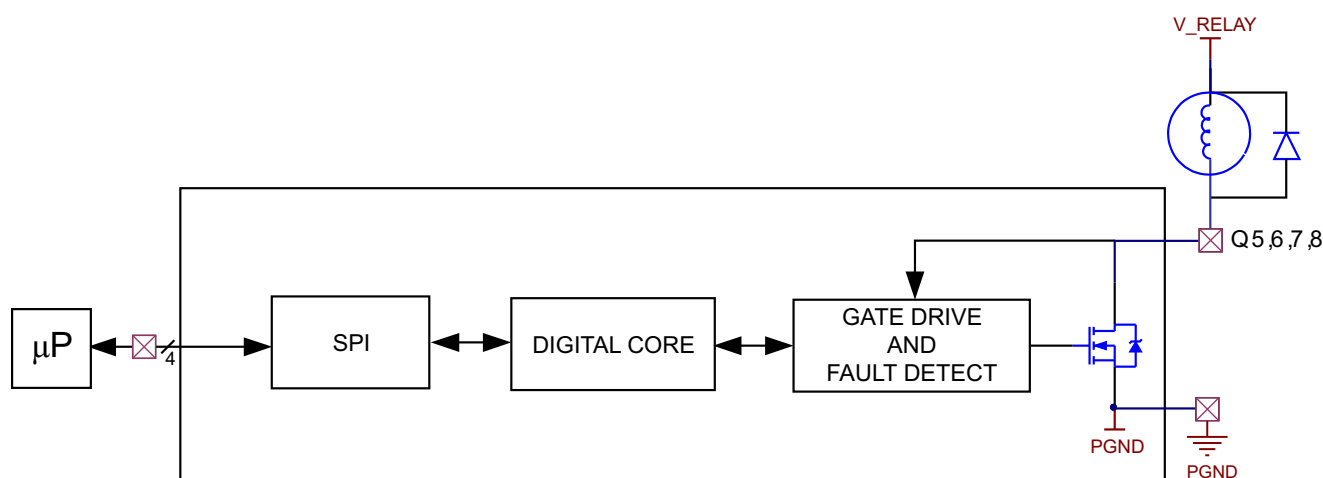 V_RELAY
Q5,6,7,8
μP
4
SPI
DIGITAL CORE
GATE DRIVE
AND
FAULT DETECT
PGND
PGND